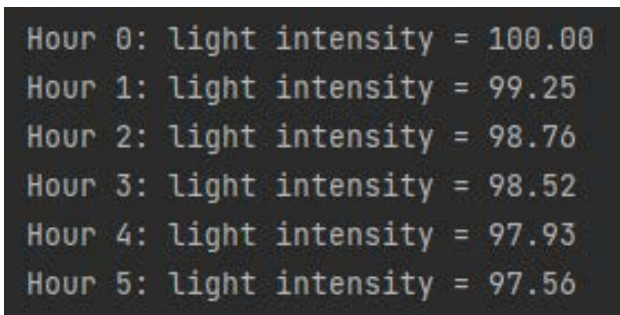 Hour 0: light intensity = 100.00
Hour 1: light intensity = 99.25
Hour 2: light intensity = 98.76
Hour 3: light intensity = 98.52
Hour 4: light intensity = 97.93
Hour 5: light intensity = 97.56